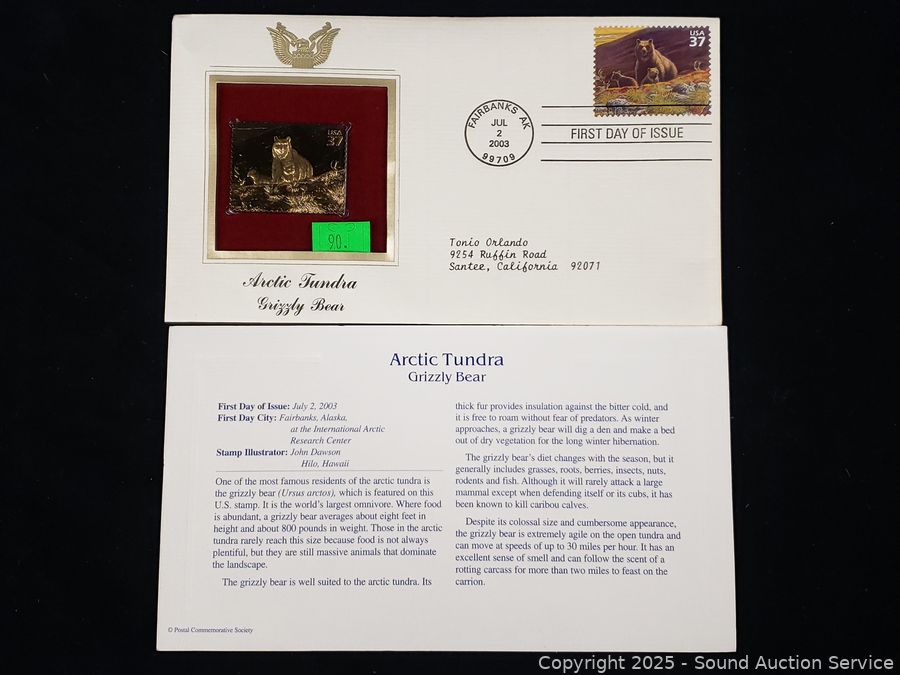 USA
37
USA
37
FAIRBANKS AK
JUL
2
2003
99709
FIRST DAY OF ISSUE
90.
Tonio Orlando
9254 Ruffin Road
Santee, California 92071
Arctic Tundra
Grizzly Bear
Arctic Tundra
Grizzly Bear
First Day of Issue: July 2, 2003
First Day City: Fairbanks, Alaska,
at the International Arctic
Research Center
Stamp Illustrator: John Dawson
Hilo, Hawaii
One of the most famous residents of the arctic tundra is
the grizzly bear (Ursus arctos), which is featured on this
U.S. stamp. It is the world's largest omnivore. Where food
is abundant, a grizzly bear averages about eight feet in
height and about 800 pounds in weight. Those in the arctic
tundra rarely reach this size because food is not always
plentiful, but they are still massive animals that dominate
the landscape.
The grizzly bear is well suited to the arctic tundra. Its
thick fur provides insulation against the bitter cold, and
it is free to roam without fear of predators. As winter
approaches, a grizzly bear will dig a den and make a bed
out of dry vegetation for the long winter hibernation.
The grizzly bear's diet changes with the season, but it
generally includes grasses, roots, berries, insects, nuts,
rodents and fish. Although it will rarely attack a large
mammal except when defending itself or its cubs, it has
been known to kill caribou calves.
Despite its colossal size and cumbersome appearance,
the grizzly bear is extremely agile on the open tundra and
can move at speeds of up to 30 miles per hour. It has an
excellent sense of smell and can follow the scent of a
rotting carcass for more than two miles to feast on the
carrion.
© Postal Commemorative Society
Copyright 2025 - Sound Auction Service